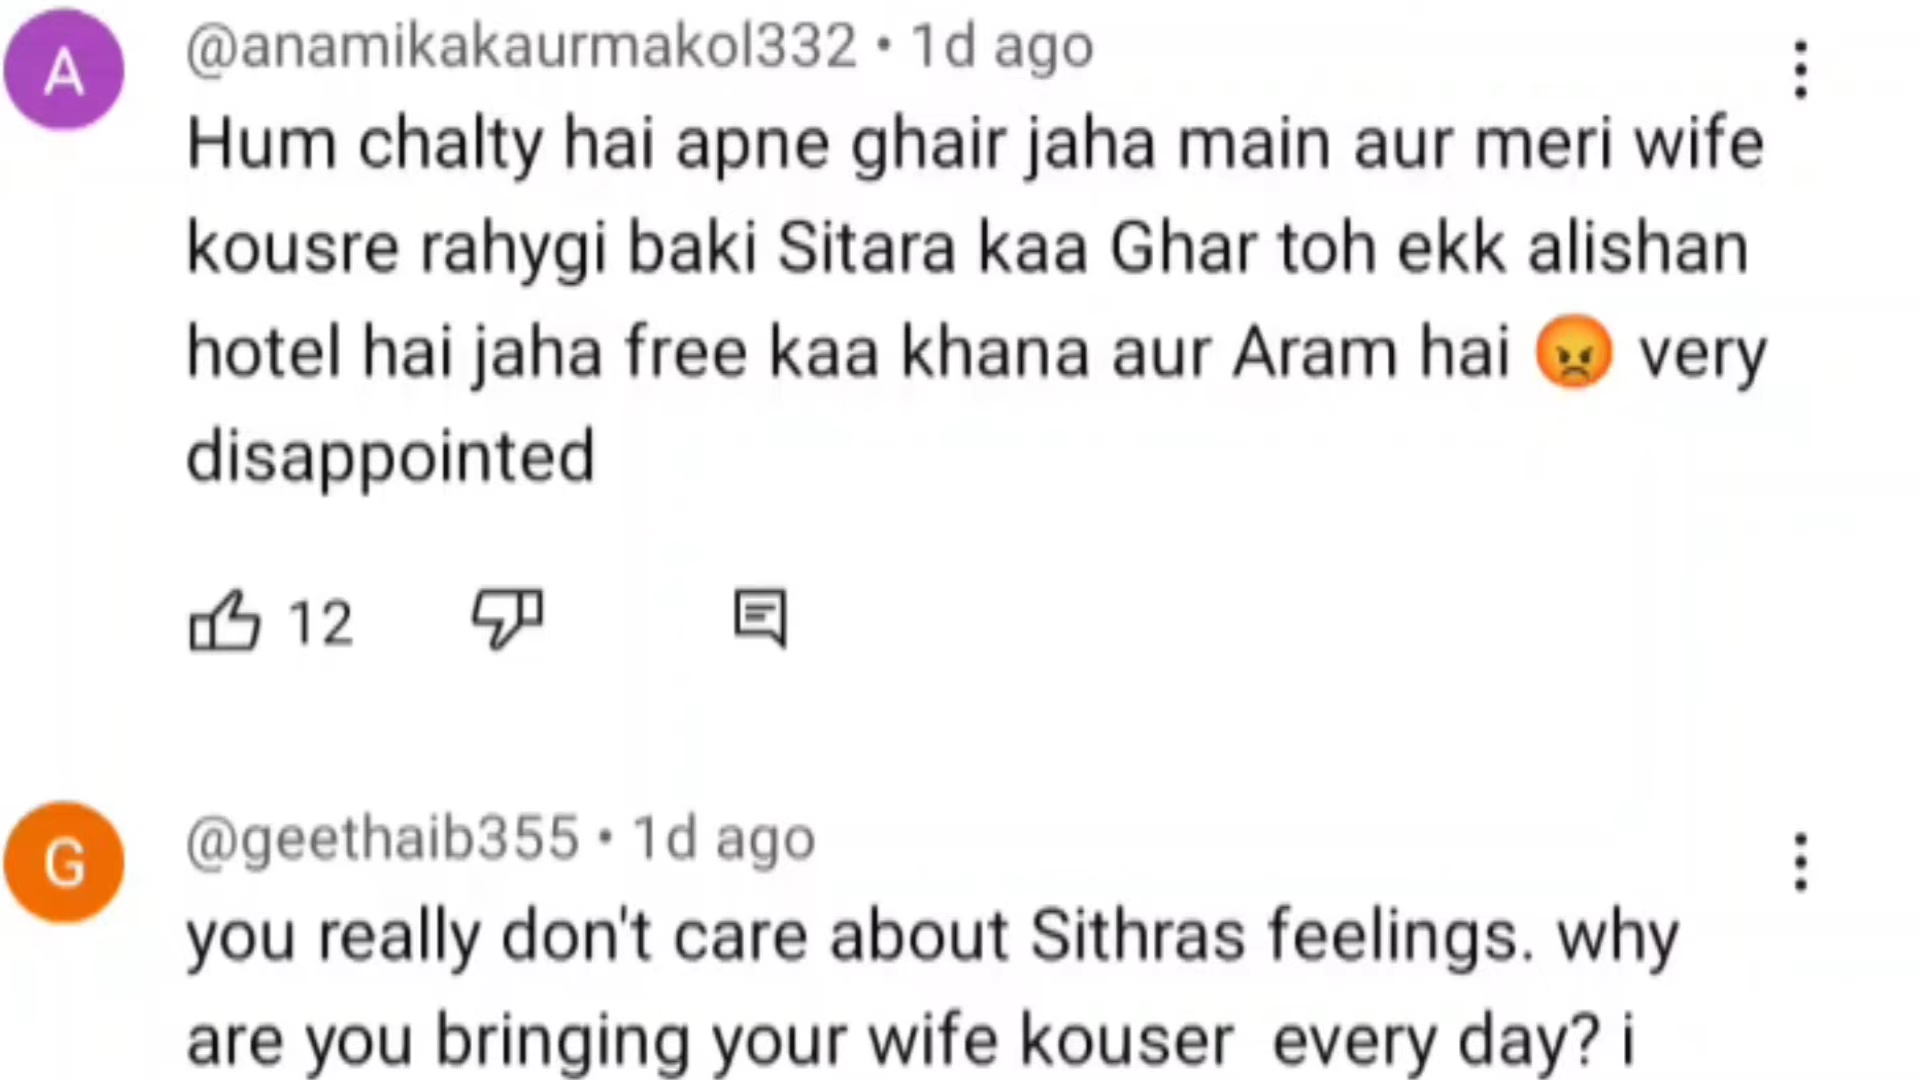 A
@anamikakaurmakol332 • 1d ago
Hum chalty hai apne ghair jaha main aur meri wife
kousre rahygi baki Sitara kaa Ghar toh ekk alishan
hotel hai jaha free kaa khana aur Aram hai 😡 very
disappointed
12
G
@geethaib355 • 1d ago
you really don't care about Sithras feelings. why
are you bringing your wife kouser every day? i